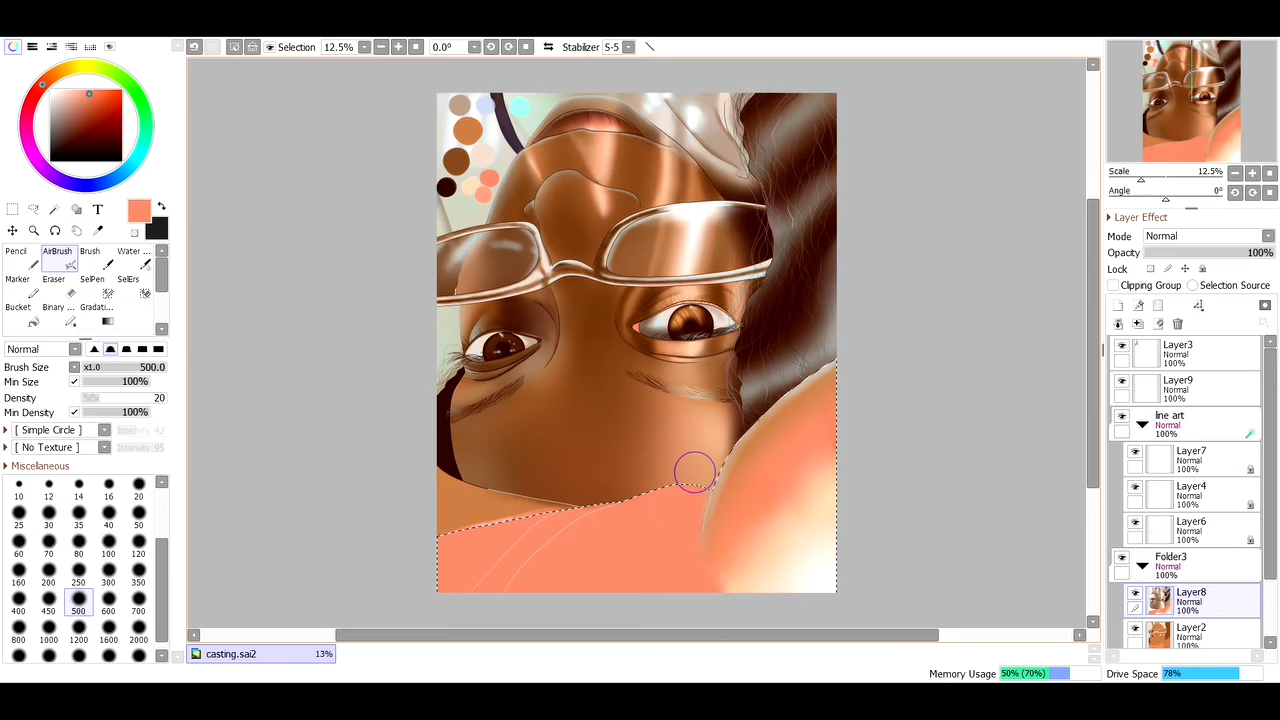 Selection 12.5% 0.0° Stabilizer S-5
Scale 12.5%
Angle 0°
Layer Effect
Mode Normal
Opacity 100%
Lock
Clipping Group Selection Source
T
Pencil AirBrush Brush Water ...
Marker Eraser SelPen SelErs
Bucket Binary ... Gradati...
Normal
Brush Size x1.0 500.0
Min Size 100%
Density 20
Min Density 100%
[ Simple Circle ] Intensity 42
[ No Texture ] Intensity 95
Miscellaneous
10 12 14 16 20
25 30 35 40 50
60 70 80 100 120
160 200 250 300 350
400 450 500 600 700
800 1000 1200 1600 2000
Layer3
Normal
100%
Layer9
Normal
100%
line art
Normal
100%
Layer7
Normal
100%
Layer4
Normal
100%
Layer6
Normal
100%
Folder3
Normal
100%
Layer8
Normal
100%
Layer2
Normal
casting.sai2 13%
Memory Usage 50% (70%) Drive Space 78%